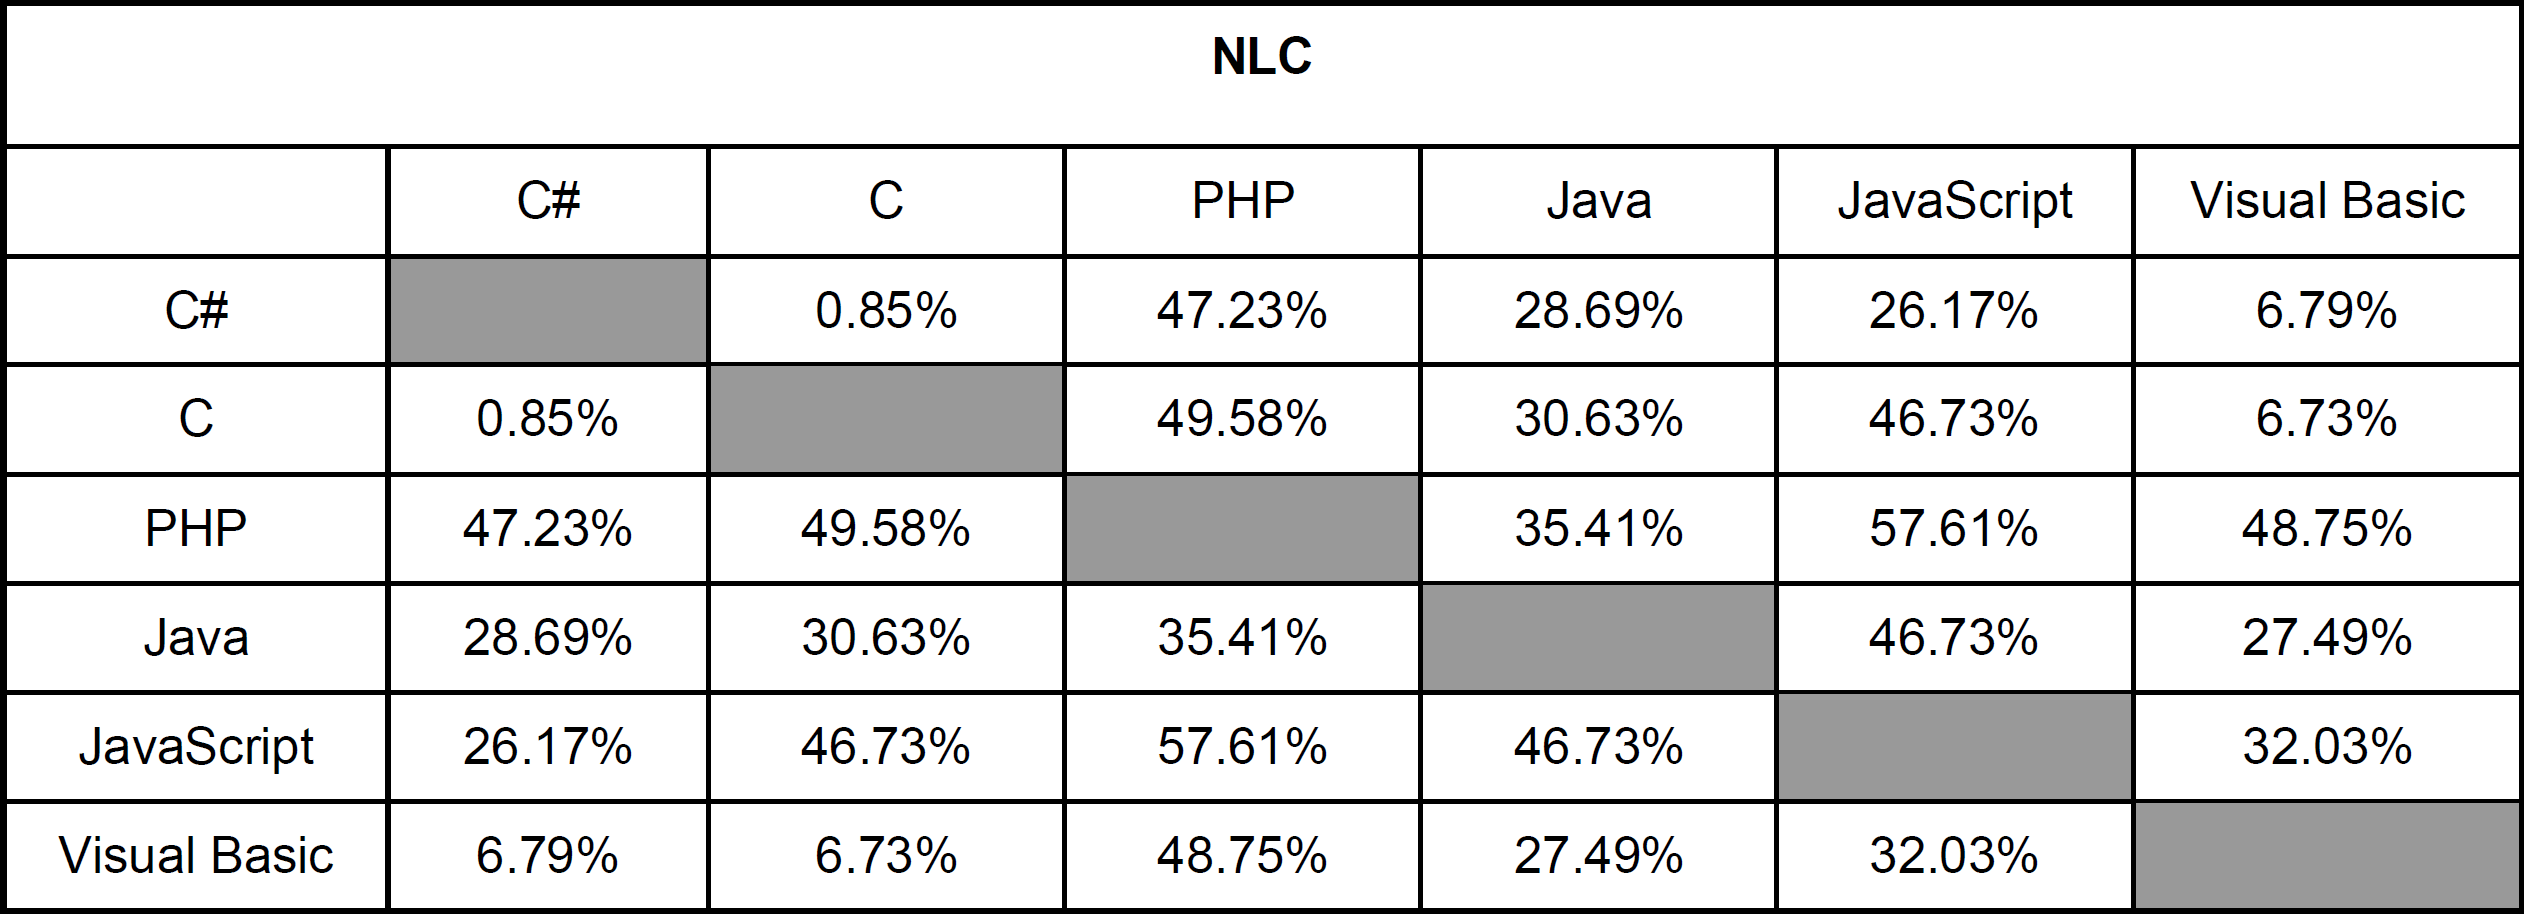 NLC
C# C PHP Java JavaScript Visual Basic
C# 0.85% 47.23% 28.69% 26.17% 6.79%
C 0.85% 49.58% 30.63% 46.73% 6.73%
PHP 47.23% 49.58% 35.41% 57.61% 48.75%
Java 28.69% 30.63% 35.41% 46.73% 27.49%
JavaScript 26.17% 46.73% 57.61% 46.73% 32.03%
Visual Basic 6.79% 6.73% 48.75% 27.49% 32.03%